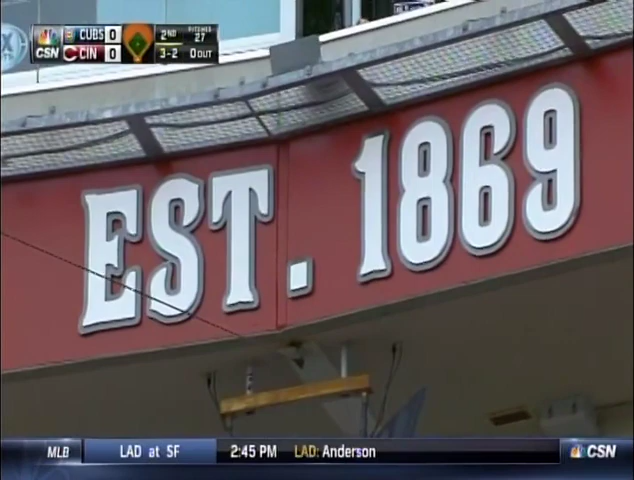 CSN
CUBS 0
CIN 0
2ND
3-2
PITCHES
27
0 OUT
EST. 1869
MLB
LAD at SF
2:45 PM
LAD: Anderson
CSN